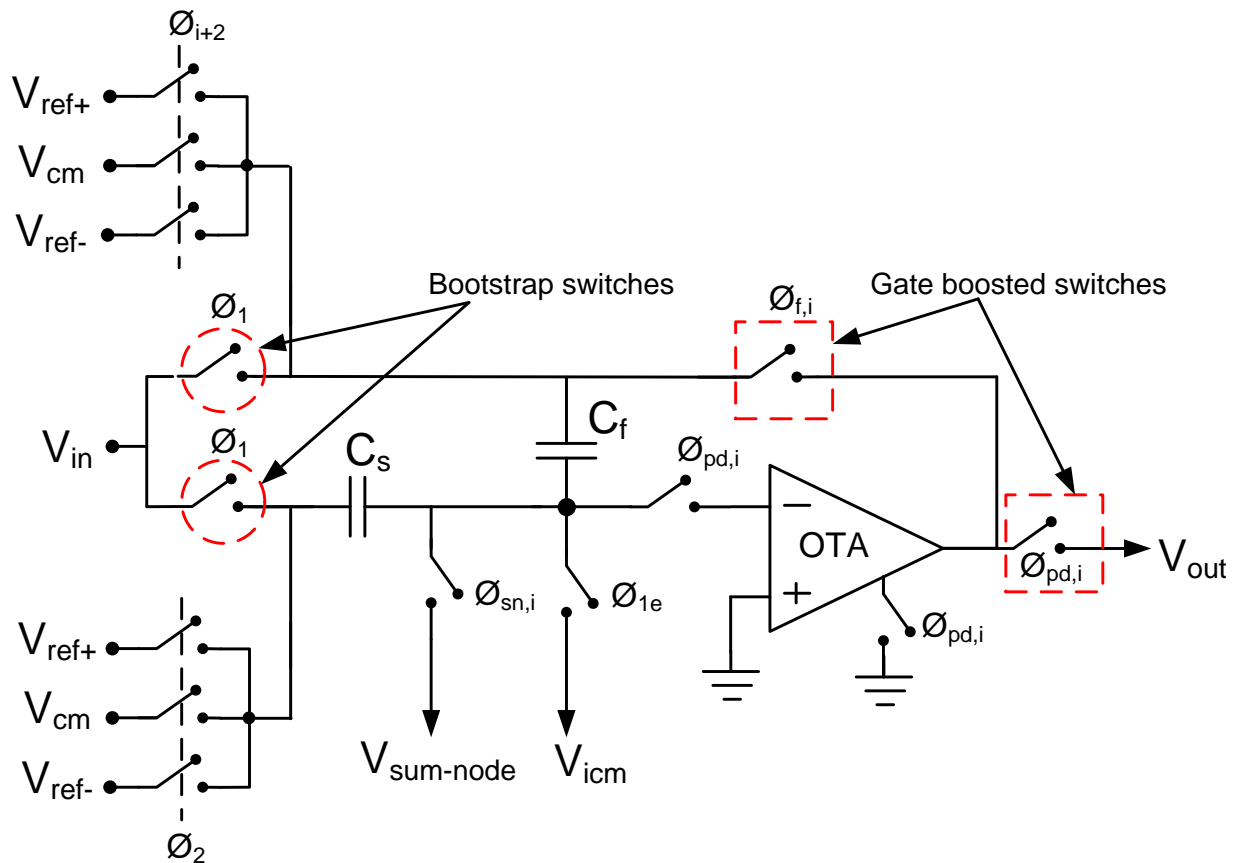 Øi+2
Vref+
Vcm
Vref-
Bootstrap switches
Gate boosted switches
Ø1
Øf,i
Vin
Ø1
Cs
Cf
Øpd,i
OTA
Øpd,i
Vout
Øsn,i
Ø1e
Øpd,i
Vref+
Vcm
Vref-
Vsum-node
Vicm
Ø2